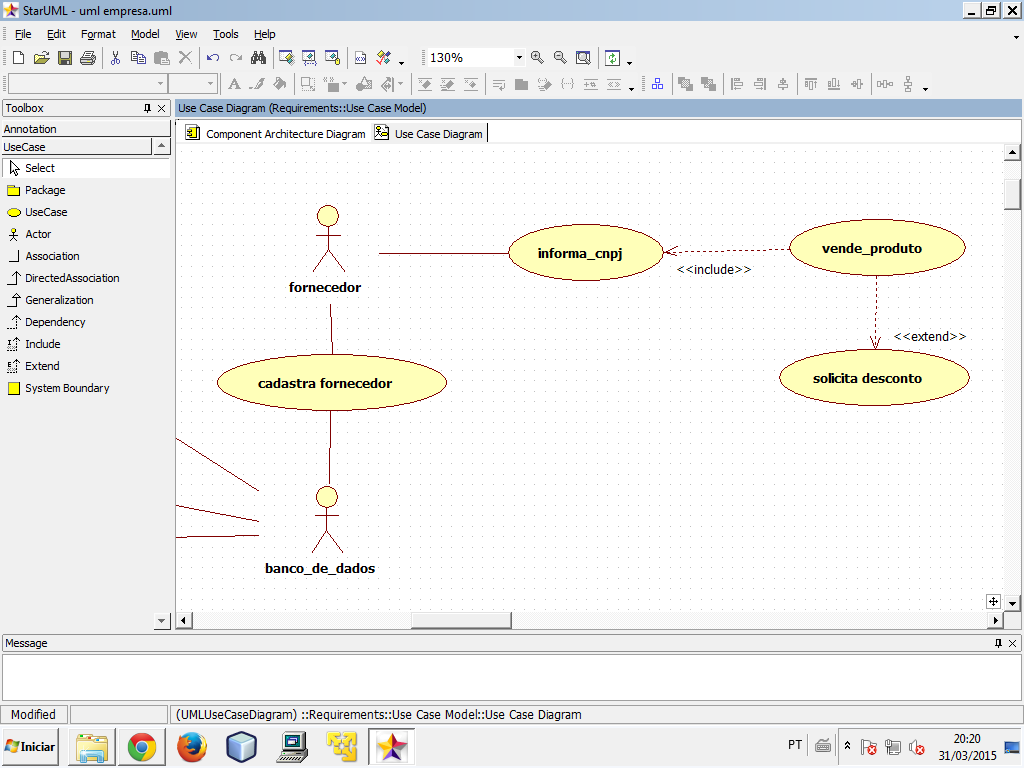 StarUML - uml empresa.uml
File Edit Format Model View Tools Help
130%
Toolbox
Use Case Diagram (Requirements::Use Case Model)
Annotation
Component Architecture Diagram Use Case Diagram
UseCase
Select
Package
UseCase
Actor
Association
DirectedAssociation
Generalization
Dependency
Include
Extend
System Boundary
fornecedor
informa_cnpj
<<include>>
vende_produto
<<extend>>
cadastra fornecedor
solicita desconto
banco_de_dados
Message
Modified
(UMLUseCaseDiagram) ::Requirements::Use Case Model::Use Case Diagram
Iniciar
PT
20:20
31/03/2015